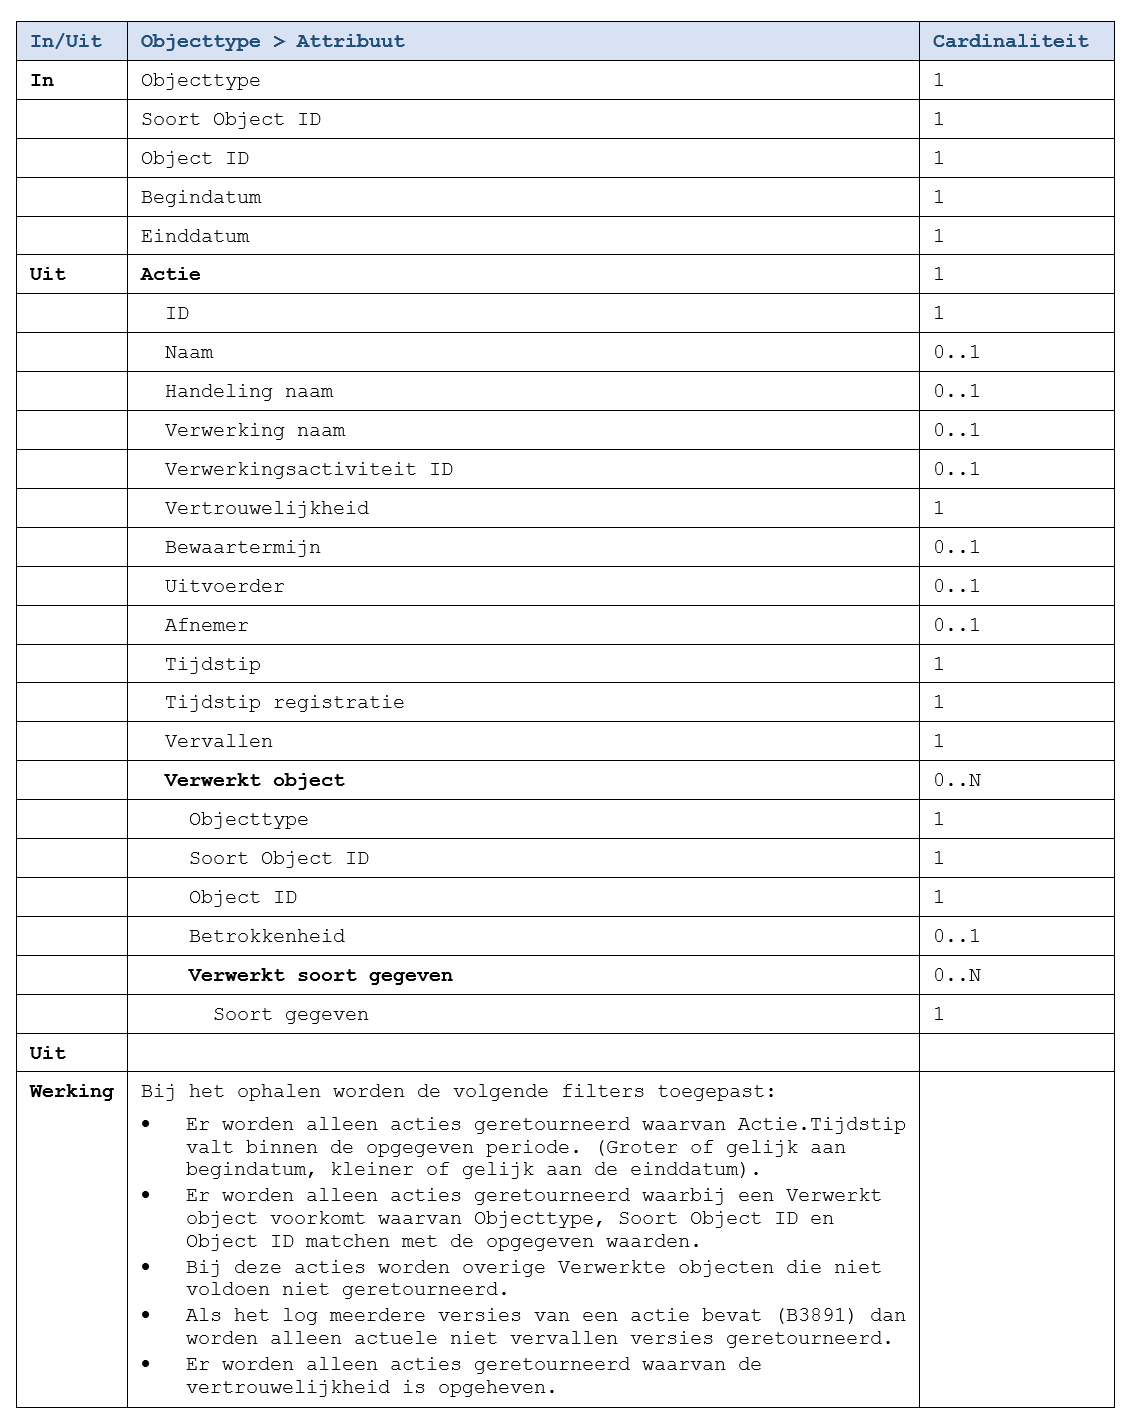 In/Uit Objecttype > Attribuut Cardinaliteit
In Objecttype 1
Soort Object ID 1
Object ID 1
Begindatum 1
Einddatum 1
Uit Actie 1
ID 1
Naam 0..1
Handeling naam 0..1
Verwerking naam 0..1
Verwerkingsactiviteit ID 0..1
Vertrouwelijkheid 1
Bewaartermijn 0..1
Uitvoerder 0..1
Afnemer 0..1
Tijdstip 1
Tijdstip registratie 1
Vervallen 1
Verwerkt object 0..N
Objecttype 1
Soort Object ID 1
Object ID 1
Betrokkenheid 0..1
Verwerkt soort gegeven 0..N
Soort gegeven 1
Uit
Werking Bij het ophalen worden de volgende filters toegepast:
• Er worden alleen acties geretourneerd waarvan Actie.Tijdstip
valt binnen de opgegeven periode. (Groter of gelijk aan
begindatum, kleiner of gelijk aan de einddatum).
• Er worden alleen acties geretourneerd waarbij een Verwerkt
object voorkomt waarvan Objecttype, Soort Object ID en
Object ID matchen met de opgegeven waarden.
• Bij deze acties worden overige Verwerkte objecten die niet
voldoen niet geretourneerd.
• Als het log meerdere versies van een actie bevat (B3891) dan
worden alleen actuele niet vervallen versies geretourneerd.
• Er worden alleen acties geretourneerd waarvan de
vertrouwelijkheid is opgeheven.